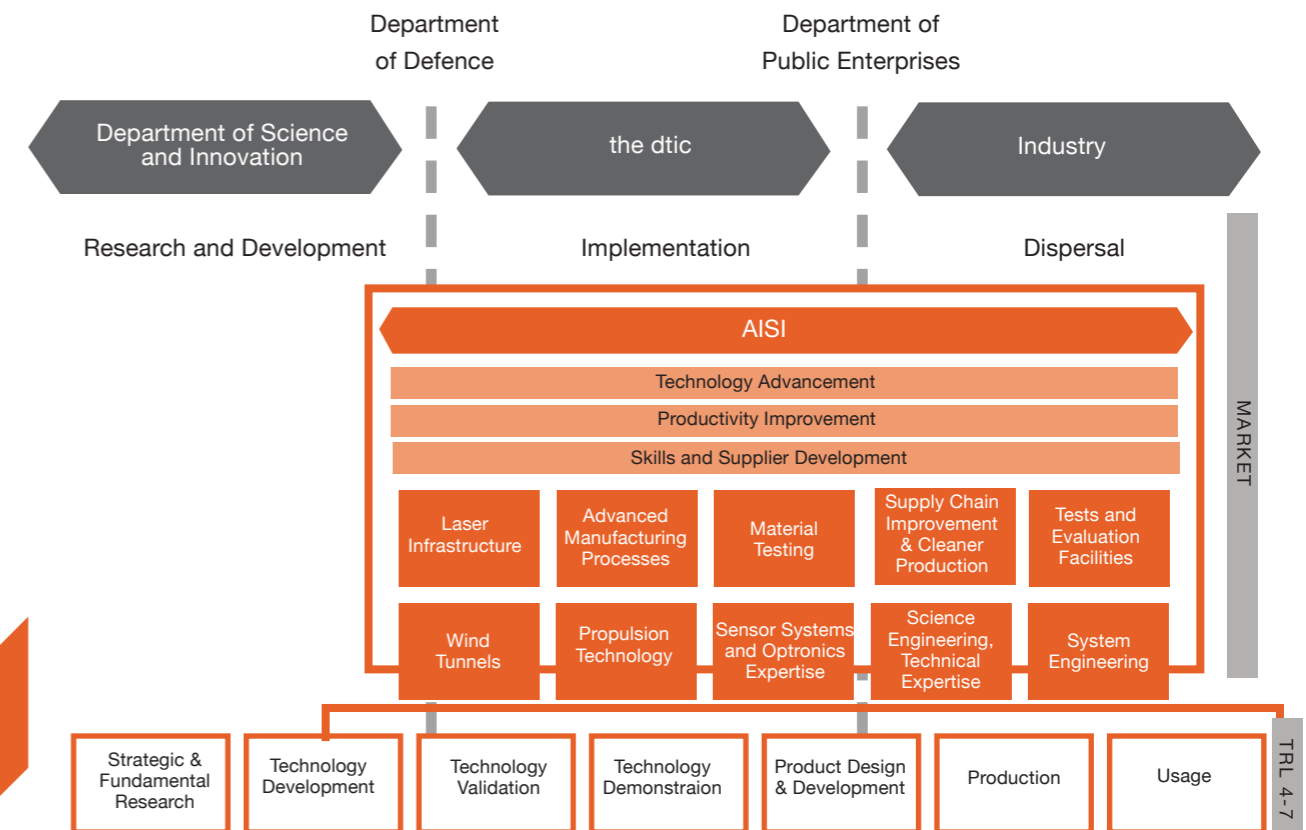 Department
of Defence
Department of
Public Enterprises
Department of Science
and Innovation
the dtic
Industry
Research and Development
Implementation
Dispersal
AISI
Technology Advancement
Productivity Improvement
Skills and Supplier Development
MARKET
Laser
Infrastructure
Advanced
Manufacturing
Processes
Material
Testing
Supply Chain
Improvement
& Cleaner
Production
Tests and
Evaluation
Facilities
Wind
Tunnels
Propulsion
Technology
Sensor Systems
and Optronics
Expertise
Science
Engineering,
Technical
Expertise
System
Engineering
Strategic &
Fundamental
Research
Technology
Development
Technology
Validation
Technology
Demonstraion
Product Design
& Development
Production
Usage
TRL 4-7